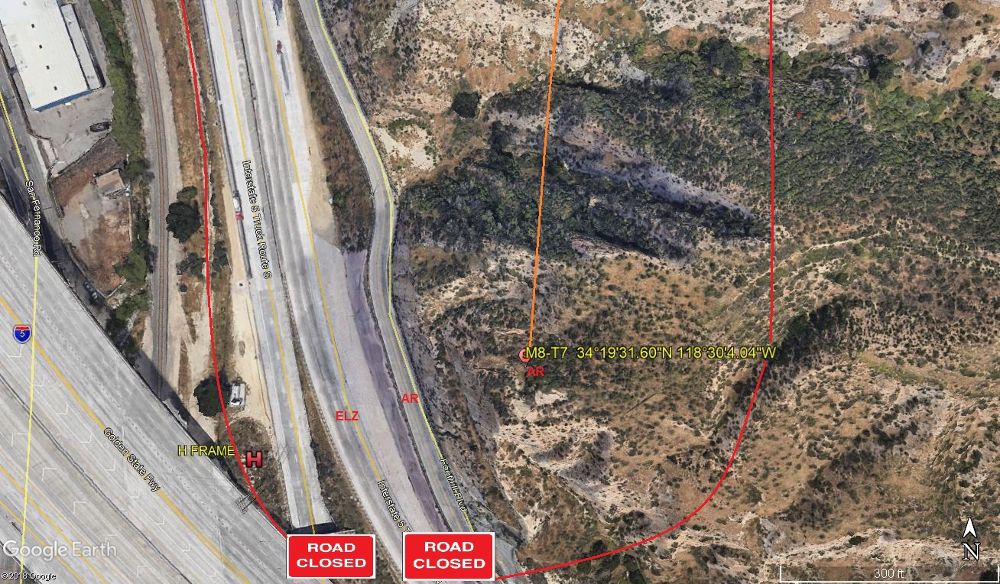 Interstate 5 Truck Route S
San Fernando Rd
5
M8-T7 34°19'31.60"N 118°30'4.04"W
AR
AR
ELZ
H FRAME
H
Golden State Fwy
Foothill Blvd
Interstate 5 T
ROAD
CLOSED
ROAD
CLOSED
N
Google Earth
© 2018 Google
300 ft